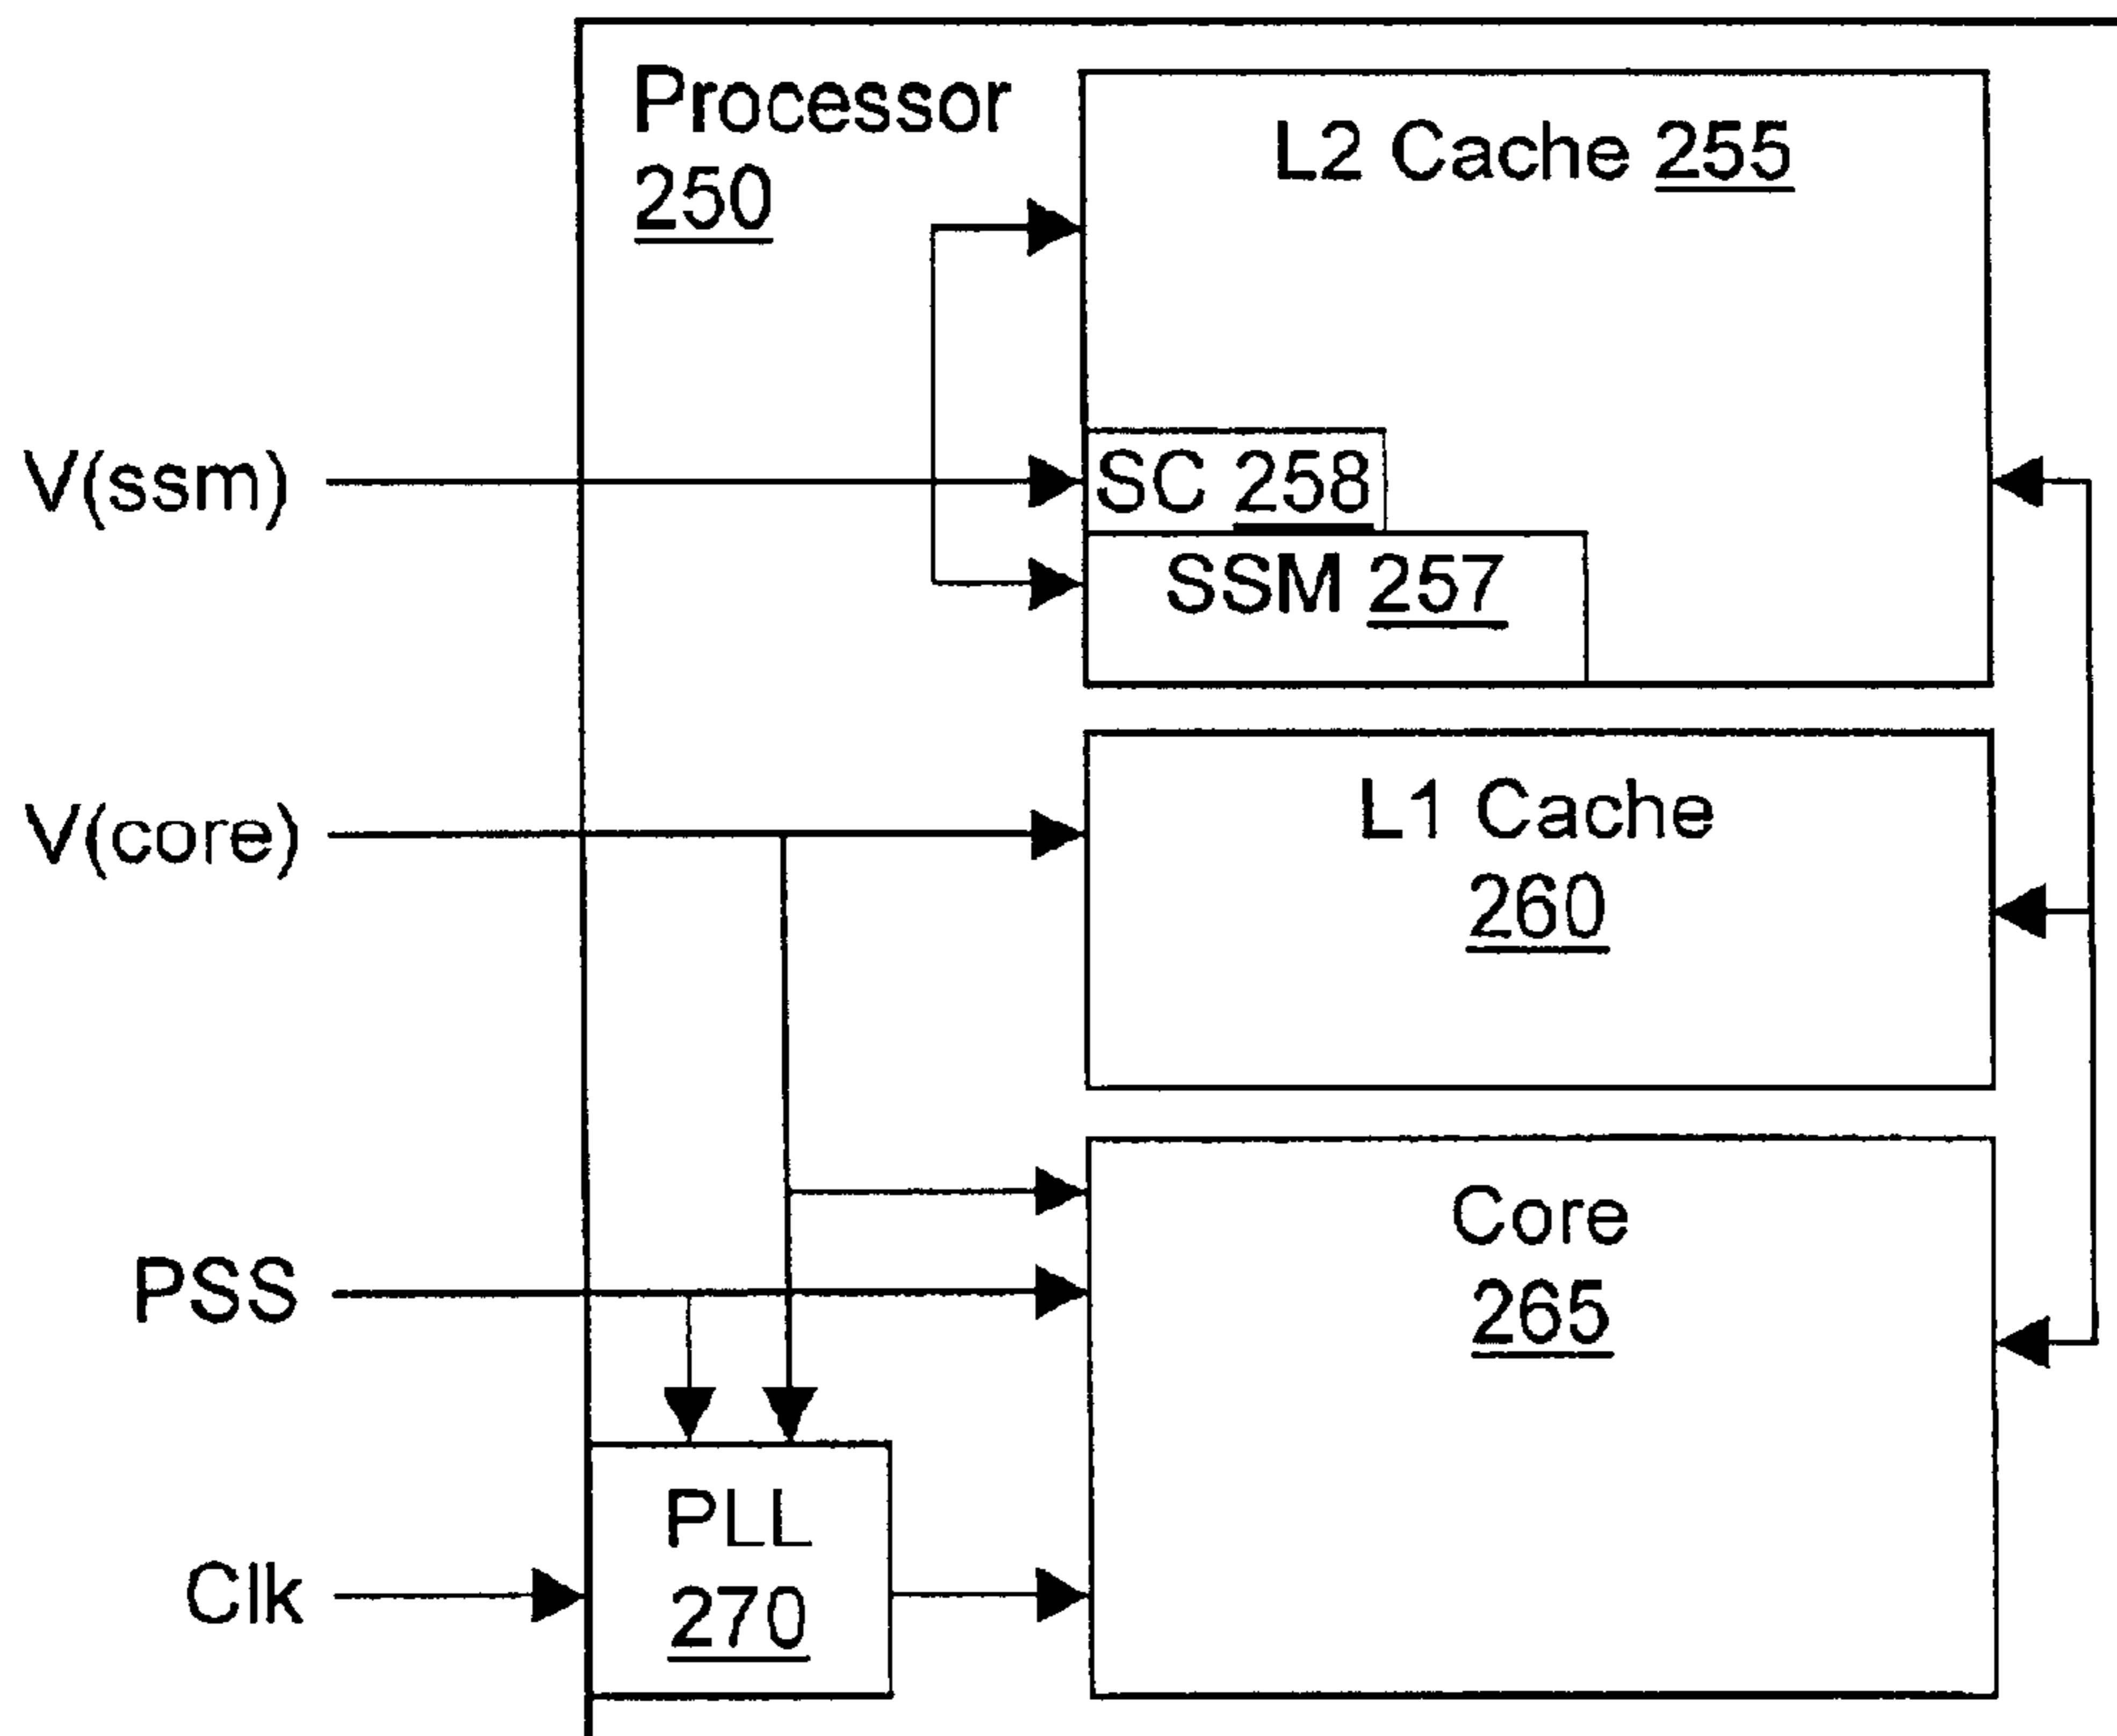 Processor
250
L2 Cache 255
V(ssm)
SC 258
SSM 257
V(core)
L1 Cache
260
Core
265
PSS
PLL
270
Clk